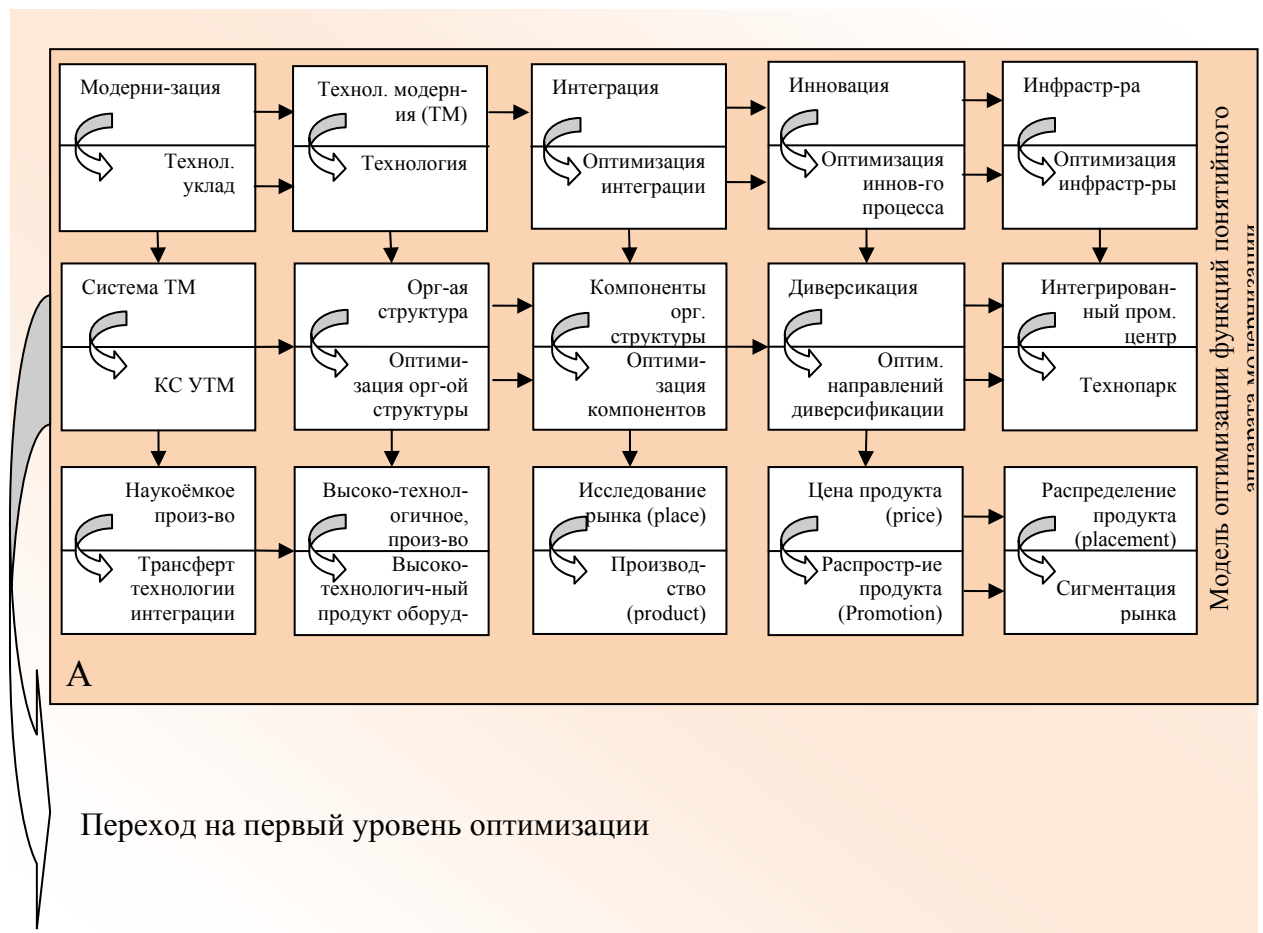 Модерни-зация
Технол.
уклад
Технол. модерн-
ия (ТМ)
Технология
Интеграция
Оптимизация
интеграции
Инновация
Оптимизация
иннов-го
процесса
Инфрастр-ра
Оптимизация
инфрастр-ры
Система ТМ
КС УТМ
Орг-ая
структура
Оптими-
зация орг-ой
структуры
Компоненты
орг.
структуры
Оптими-
зация
компонентов
Диверсикация
Оптим.
направлений
диверсификации
Интегрирован-
ный пром.
центр
Технопарк
Наукоёмкое
произ-во
Трансферт
технологии
интеграции
Высоко-технол-
огичное,
произ-во
Высоко-
технологич-ный
продукт оборуд-
Исследование
рынка (place)
Производ-
ство
(product)
Цена продукта
(price)
Распростр-ие
продукта
(Promotion)
Распределение
продукта
(placement)
Сигментация
рынка
Модель оптимизации функций понятийного
аппарата модернизации
А
Переход на первый уровень оптимизации